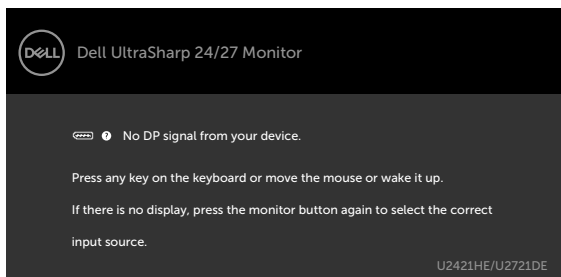 DELL
Dell UltraSharp 24/27 Monitor
? No DP signal from your device.
Press any key on the keyboard or move the mouse or wake it up.
If there is no display, press the monitor button again to select the correct
input source.
U2421HE/U2721DE